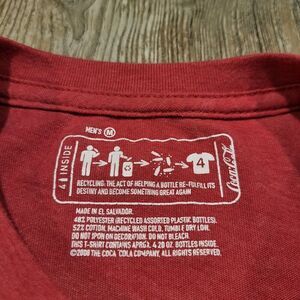 MEN'S M
4 INSIDE
4
Coca-Cola
RECYCLING: THE ACT OF HELPING A BOTTLE RE-FULFILL ITS
DESTINY AND BECOME SOMETHING GREAT AGAIN
MADE IN EL SALVADOR.
48% POLYESTER (RECYCLED ASSORTED PLASTIC BOTTLES).
52% COTTON. MACHINE WASH COLD. TUMBLE DRY LOW.
DO NOT IRON ON DECORATION. DO NOT BLEACH.
THIS T-SHIRT CONTAINS APROX. 4 20 OZ. BOTTLES INSIDE.
©2008 THE COCA-COLA COMPANY, ALL RIGHTS RESERVED.